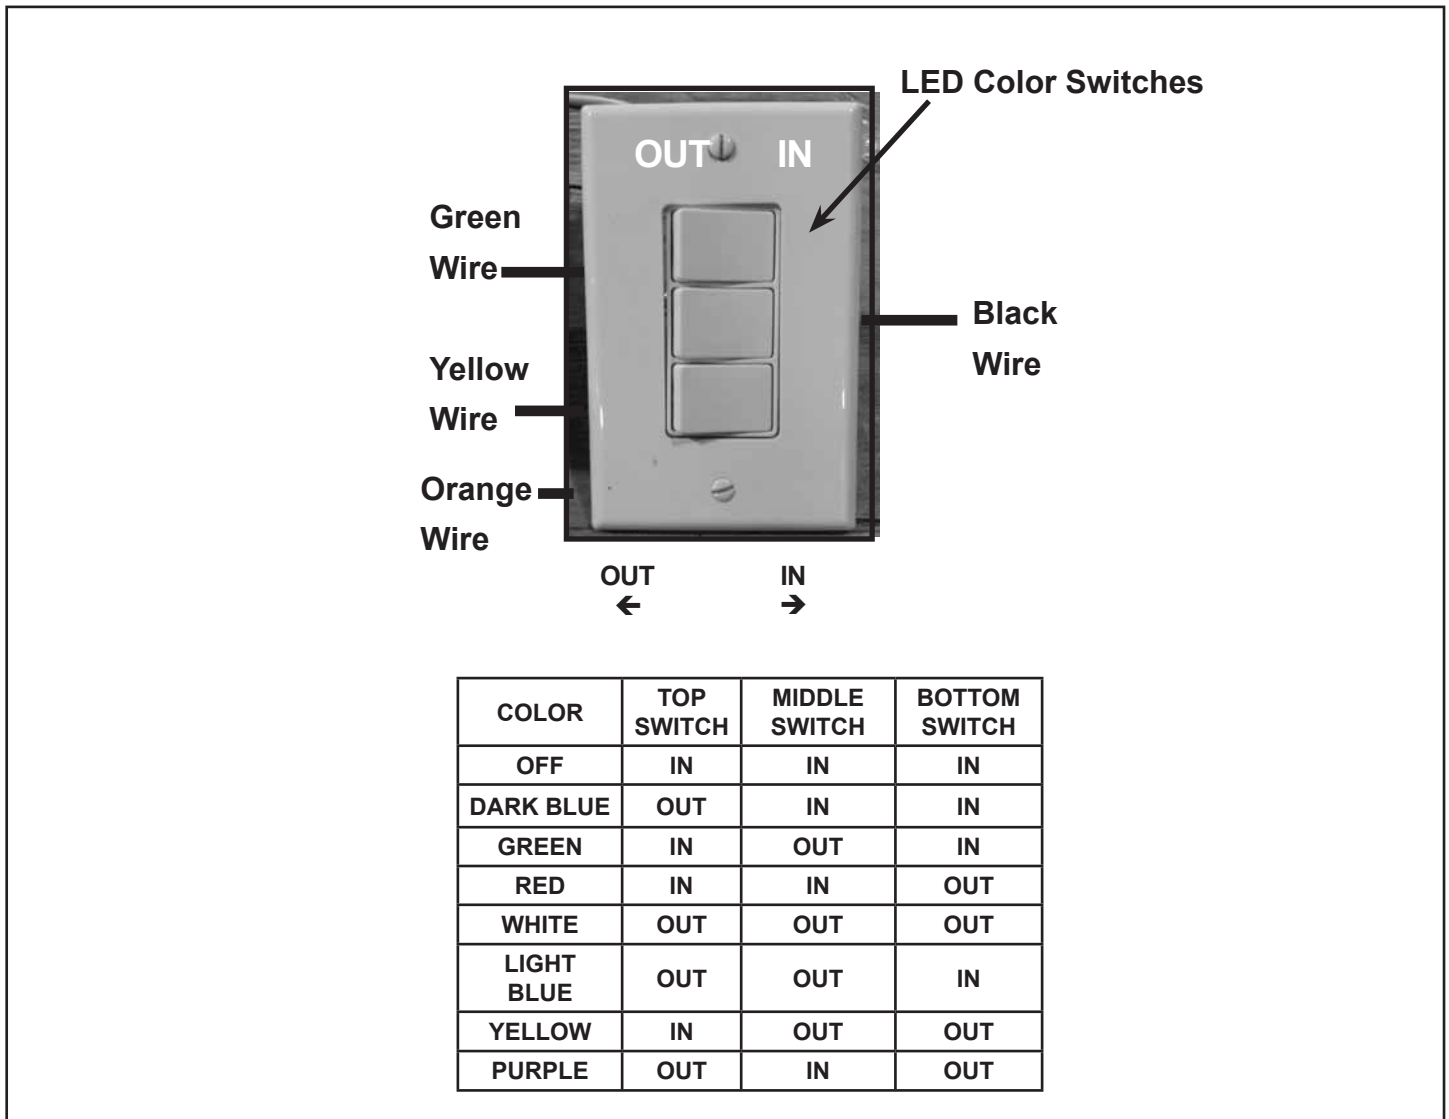 LED Color Switches
OUT IN
Green
Wire
Black
Wire
Yellow
Wire
Orange
Wire
OUT IN
← →
COLOR TOP SWITCH MIDDLE SWITCH BOTTOM SWITCH
OFF IN IN IN
DARK BLUE OUT IN IN
GREEN IN OUT IN
RED IN IN OUT
WHITE OUT OUT OUT
LIGHT BLUE OUT OUT IN
YELLOW IN OUT OUT
PURPLE OUT IN OUT